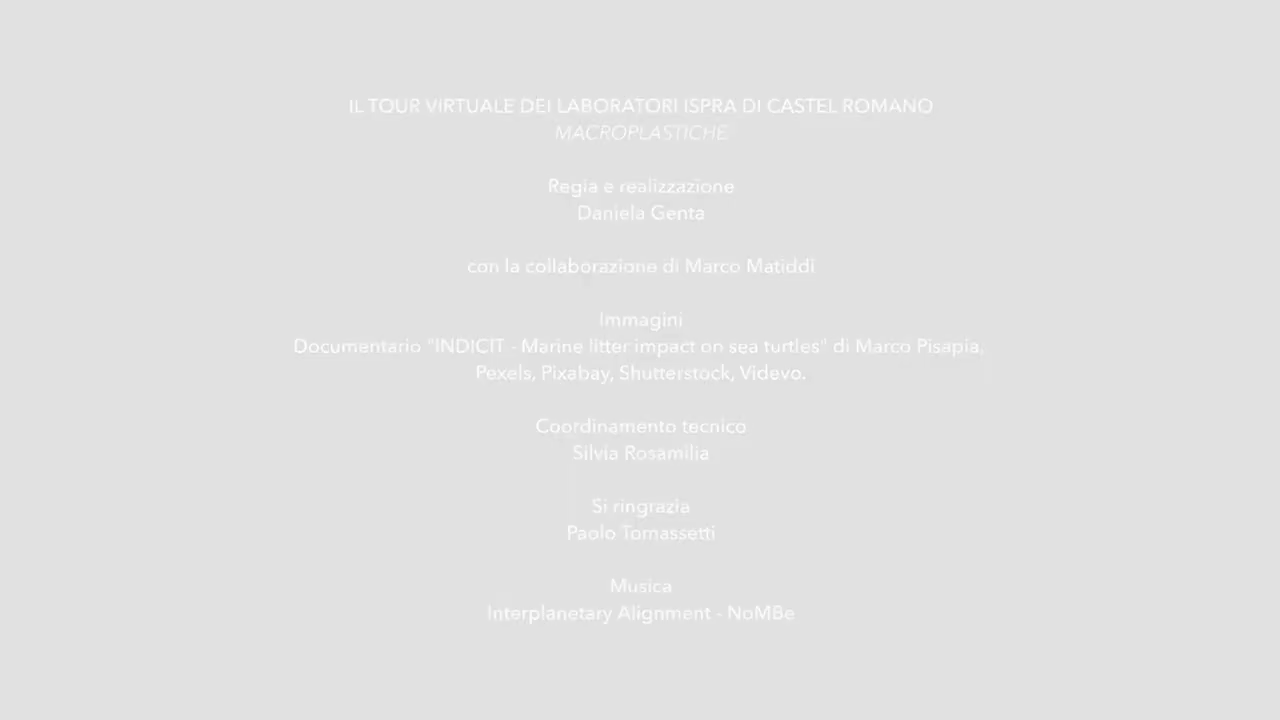 IL TOUR VIRTUALE DEI LABORATORI ISPRA DI CASTEL ROMANO
MACROPLASTICHE
Regia e realizzazione
Daniela Genta
con la collaborazione di Marco Matiddi
Immagini
Documentario "INDICIT - Marine litter impact on sea turtles" di Marco Pisapia,
Pexels, Pixabay, Shutterstock, Videvo.
Coordinamento tecnico
Silvia Rosamilia
Si ringrazia
Paolo Tomassetti
Musica
Interplanetary Alignment - NoMBe